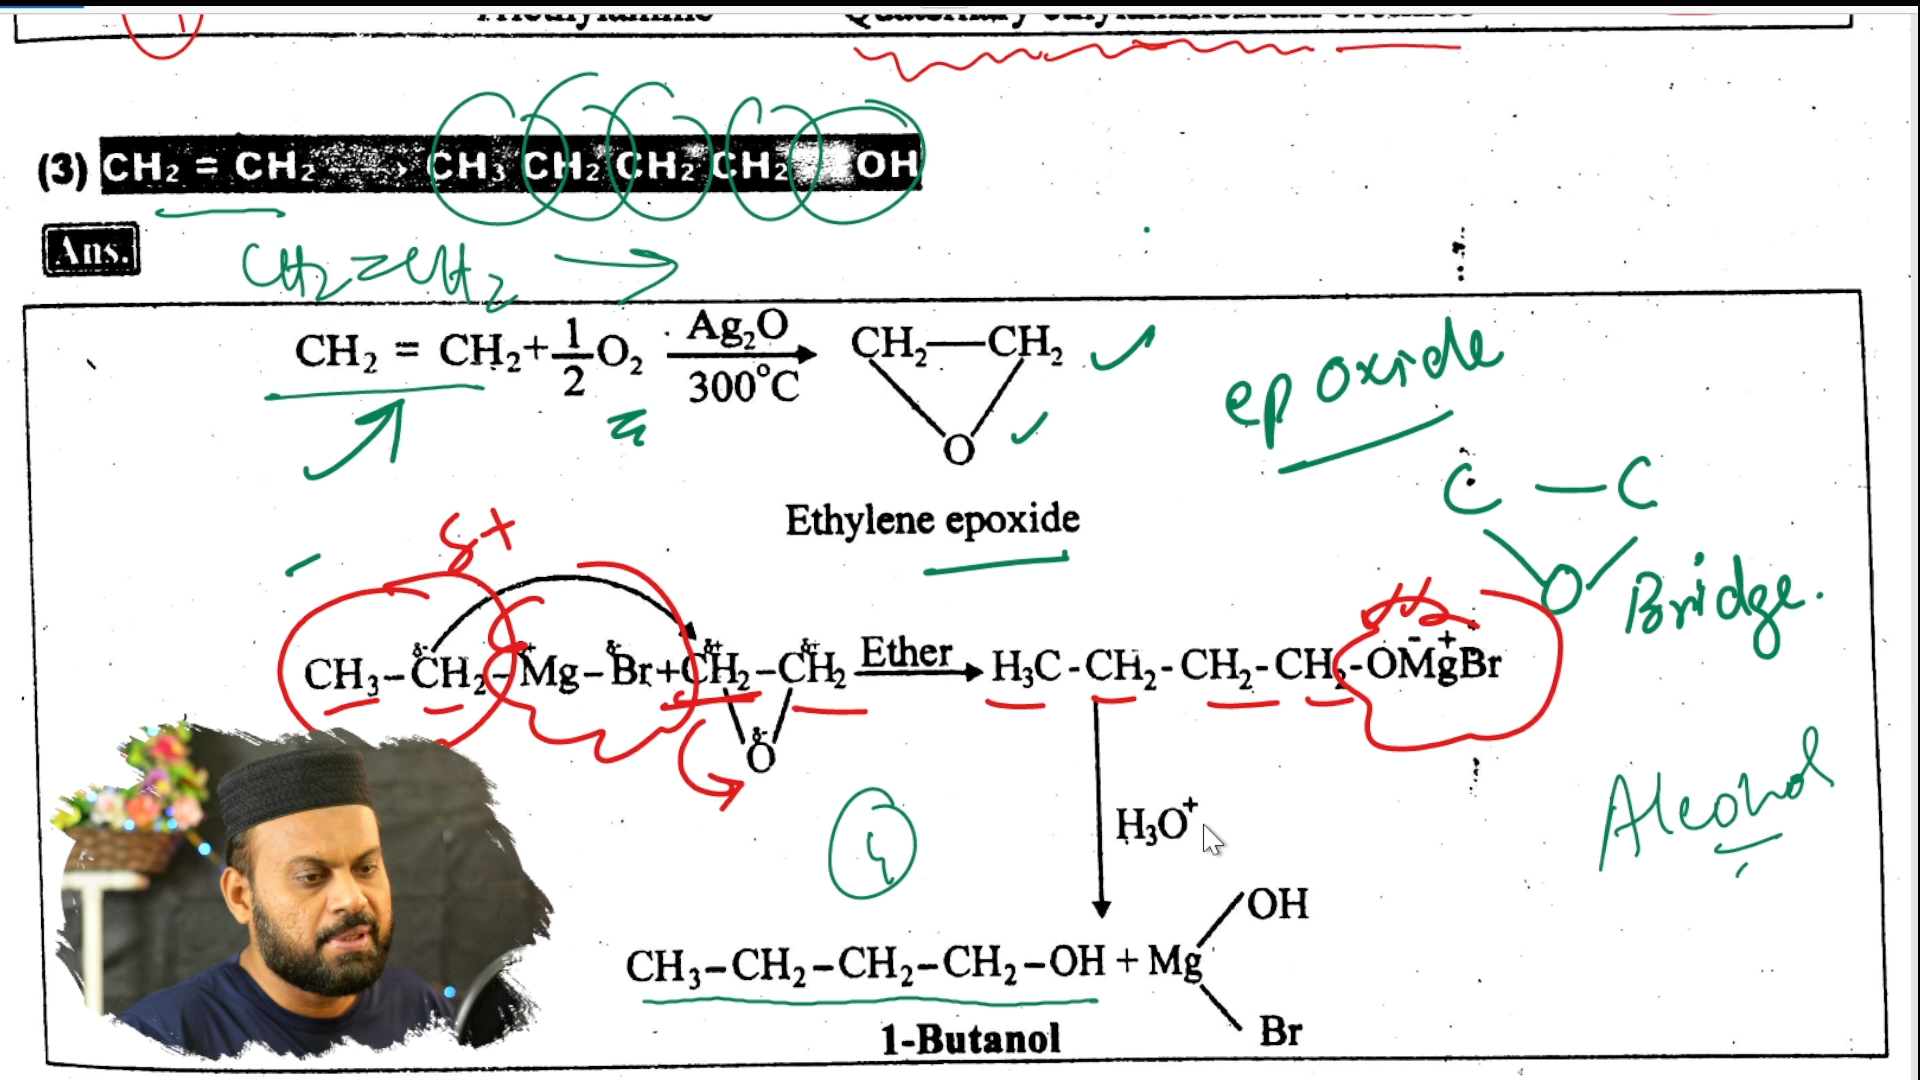 (3) CH₂ = CH₂ → CH₃ CH₂ CH₂ CH₂ OH
Ans.
CH₂=CH₂ →
CH₂ = CH₂ + 1/2 O₂ Ag₂O 300°C → CH₂—CH₂
O
epoxide
C — C
O
Bridge.
Ethylene epoxide
δ+
CH₃–CH₂–Mg–Br+CH₂–CH₂ Ether → H₃C-CH₂-CH₂-CH₂-OMgBr
O
H₃O⁺
4
Alcohol
CH₃–CH₂–CH₂–CH₂–OH + Mg
OH
Br
1-Butanol